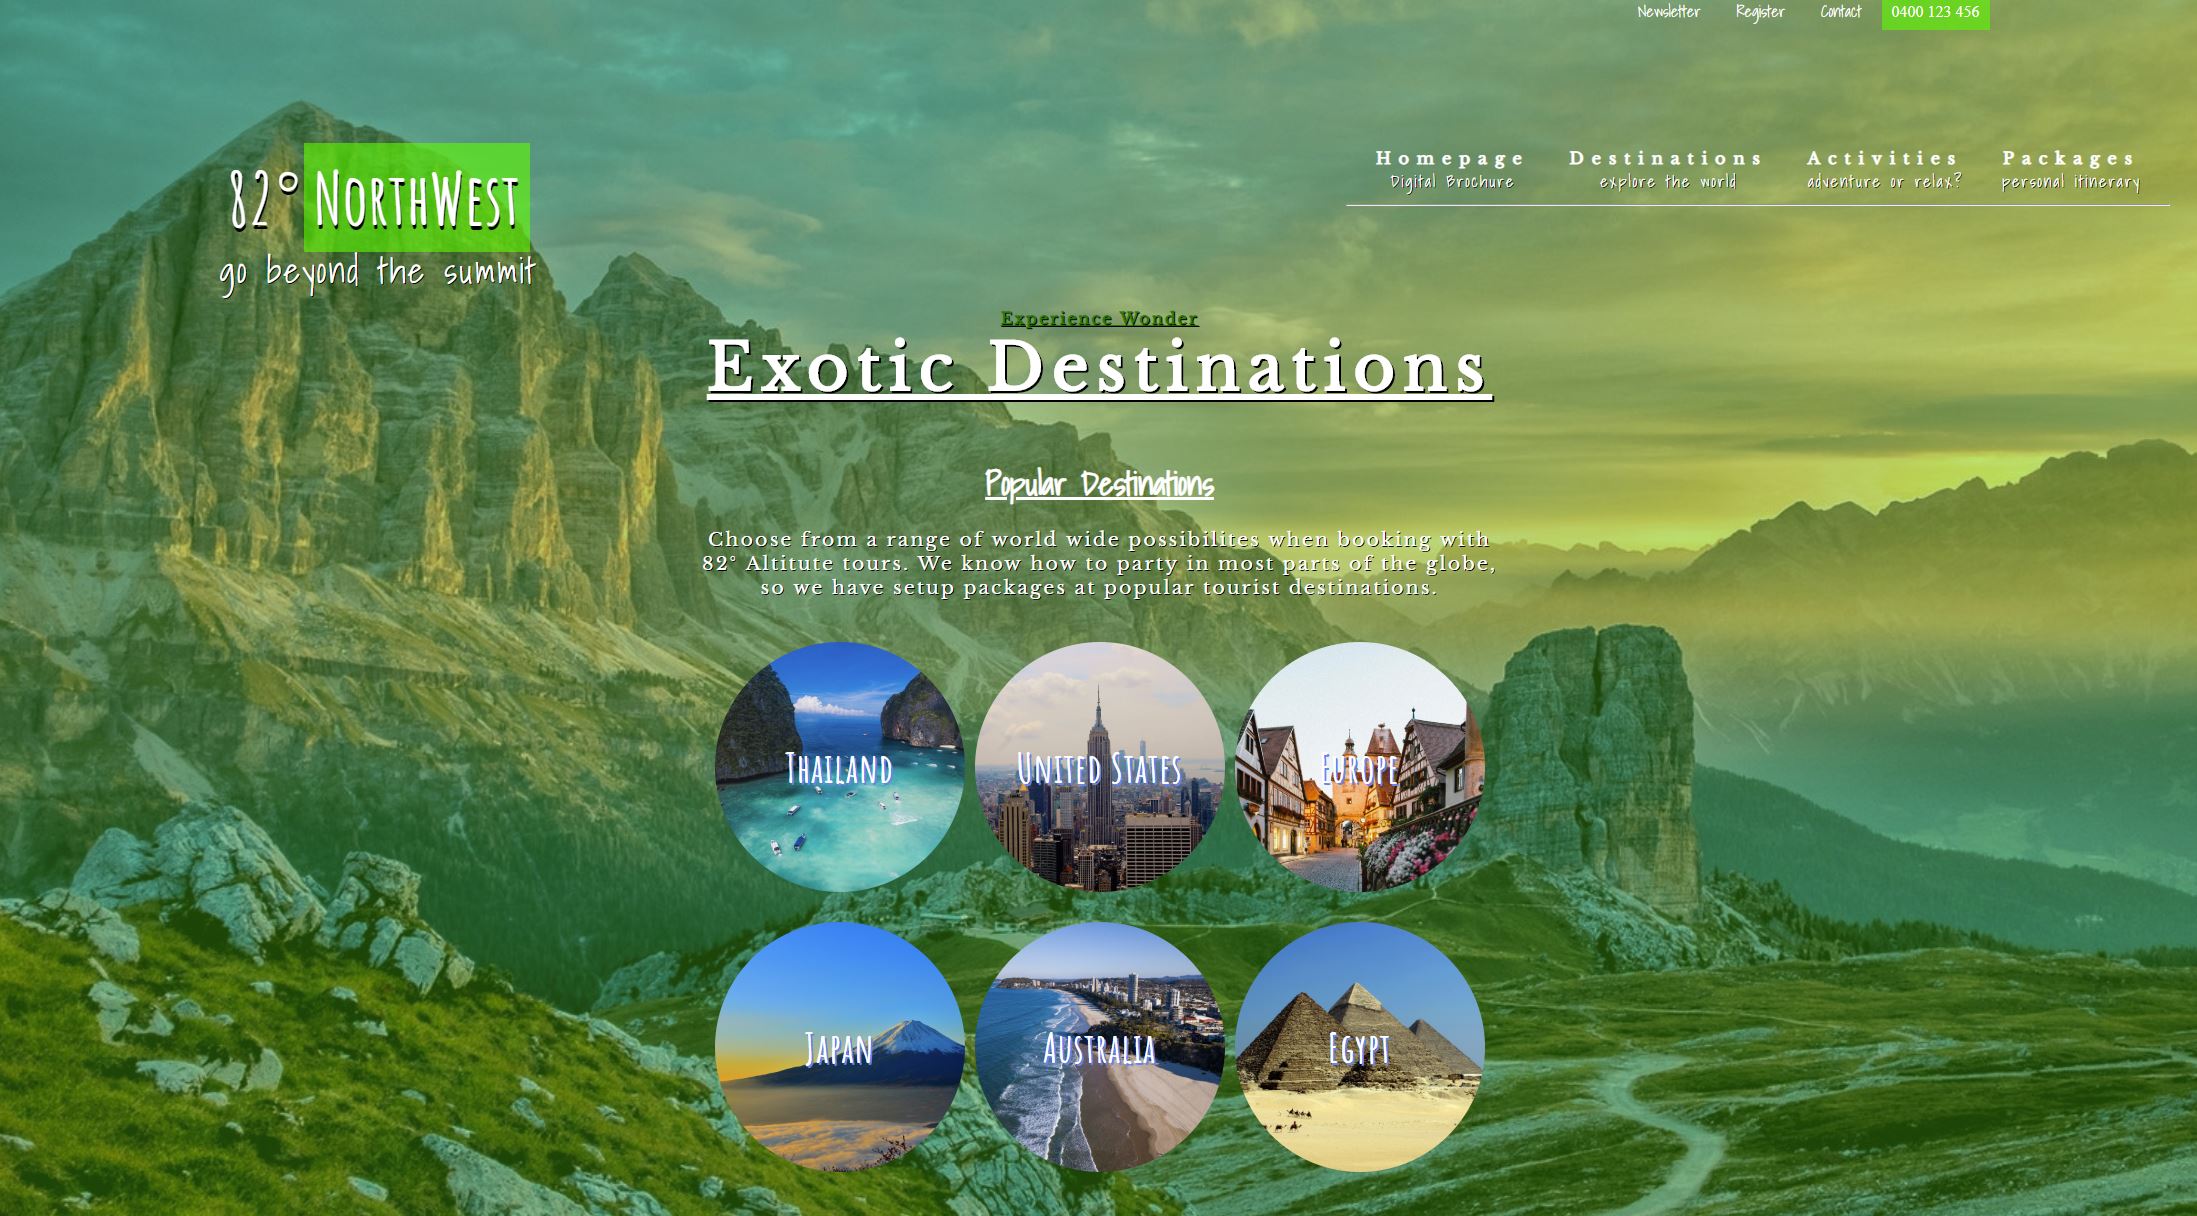 Newsletter Register Contact 0400 123 456
82° NorthWest
go beyond the summit
Homepage Destinations Activities Packages
Digital Brochure explore the world adventure or relax? personal itinerary
Experience Wonder
Exotic Destinations
Popular Destinations
Choose from a range of world wide possibilites when booking with
82° Altitute tours. We know how to party in most parts of the globe,
so we have setup packages at popular tourist destinations.
Thailand United States Europe
Japan Australia Egypt